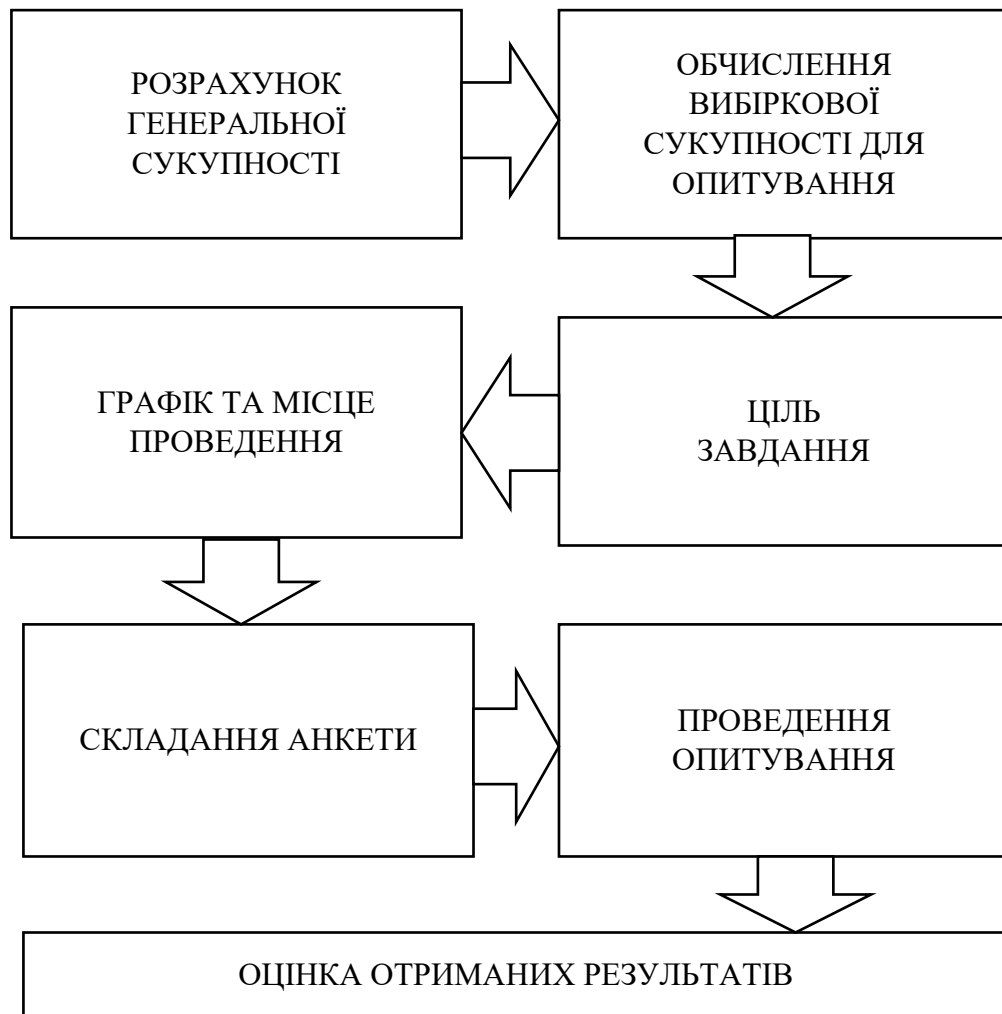 РОЗРАХУНОК
ГЕНЕРАЛЬНОЇ
СУКУПНОСТІ
ОБЧИСЛЕННЯ
ВИБІРКОВОЇ
СУКУПНОСТІ ДЛЯ
ОПИТУВАННЯ
ЦІЛЬ
ЗАВДАННЯ
ГРАФІК ТА МІСЦЕ
ПРОВЕДЕННЯ
СКЛАДАННЯ АНКЕТИ
ПРОВЕДЕННЯ
ОПИТУВАННЯ
ОЦІНКА ОТРИМАНИХ РЕЗУЛЬТАТІВ